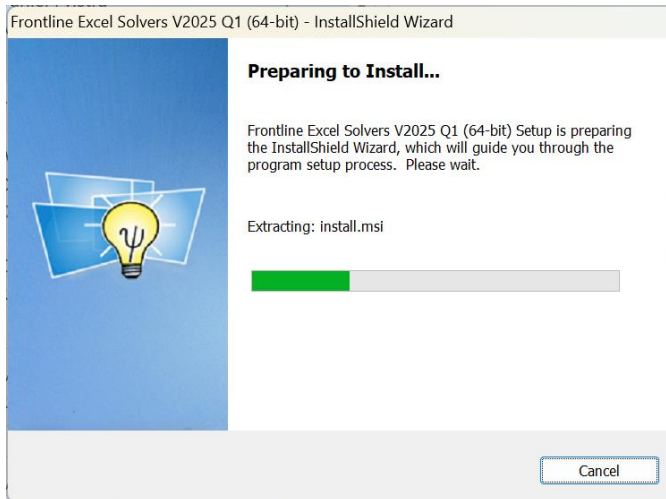 Frontline Excel Solvers V2025 Q1 (64-bit) - InstallShield Wizard
Preparing to Install...
Frontline Excel Solvers V2025 Q1 (64-bit) Setup is preparing
the InstallShield Wizard, which will guide you through the
program setup process. Please wait.
Extracting: install.msi
ψ
Cancel